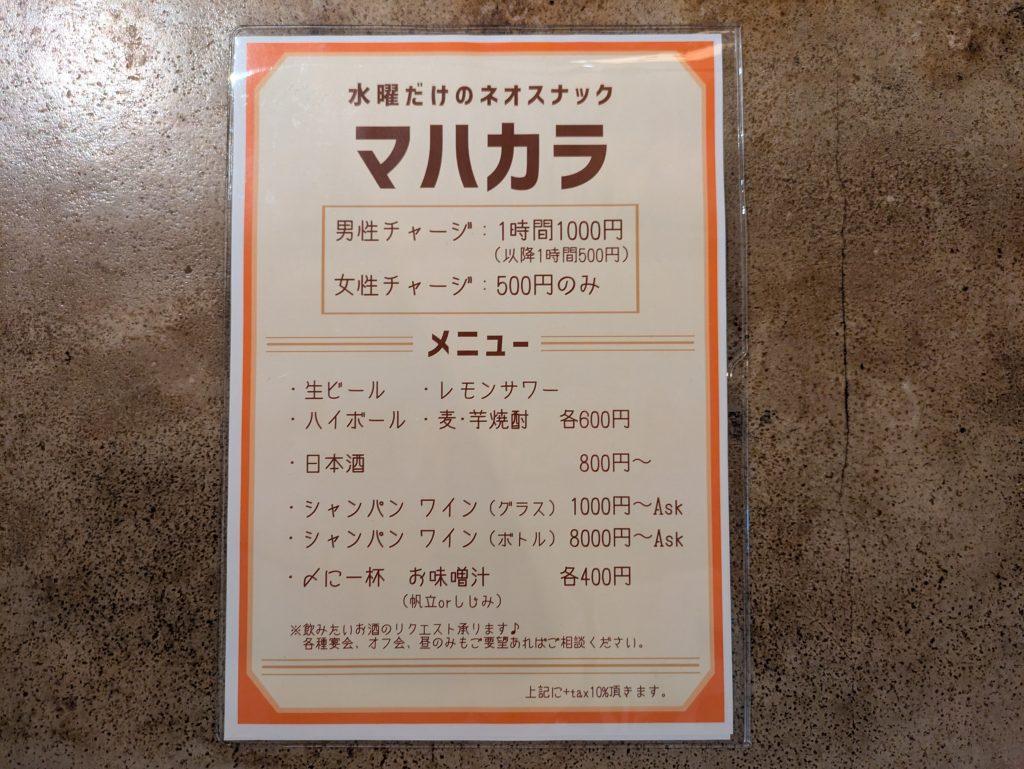 水曜だけのネオスナック
マハカラ
男性チャージ：1時間1000円
（以降1時間500円）
女性チャージ：500円のみ
メニュー
・生ビール ・レモンサワー
・ハイボール ・麦・芋焼酎 各600円
・日本酒 800円〜
・シャンパン ワイン（グラス） 1000円〜Ask
・シャンパン ワイン（ボトル） 8000円〜Ask
・〆に一杯 お味噌汁 各400円
（帆立orしじみ）
※飲みたいお酒のリクエスト承ります♪
各種宴会、オフ会、昼のみもご要望あればご相談ください。
上記に+tax10%頂きます。